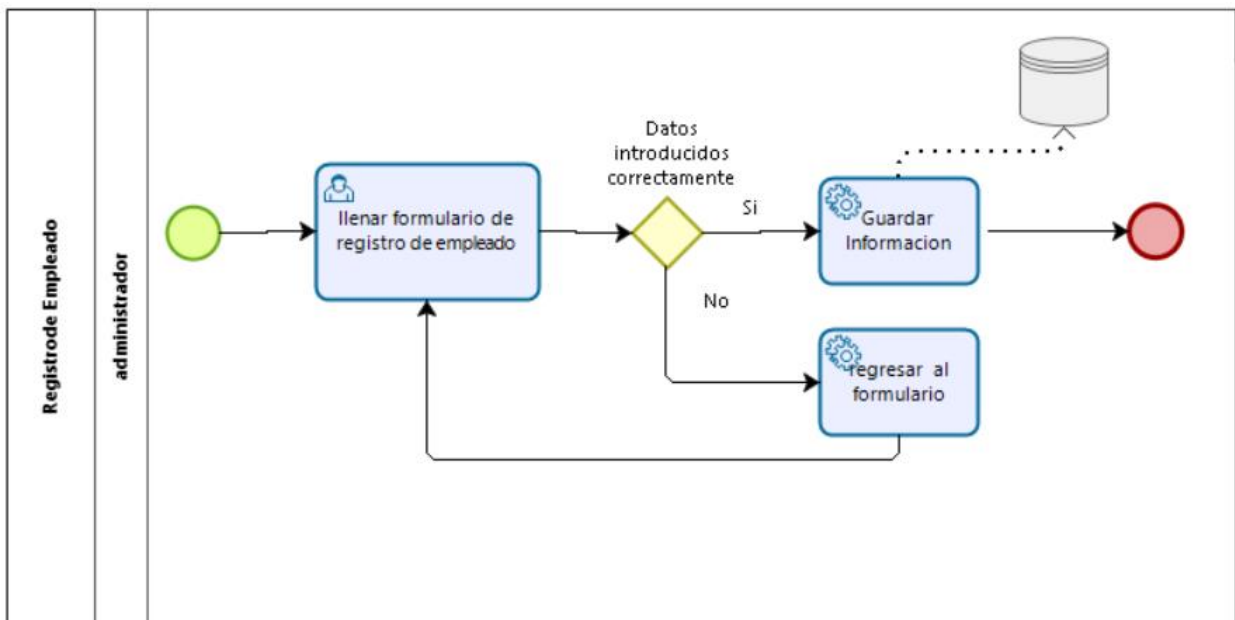 Registrode Empleado
administrador
llenar formulario de
registro de empleado
Datos
introducidos
correctamente
Si
Guardar
Informacion
No
regresar al
formulario